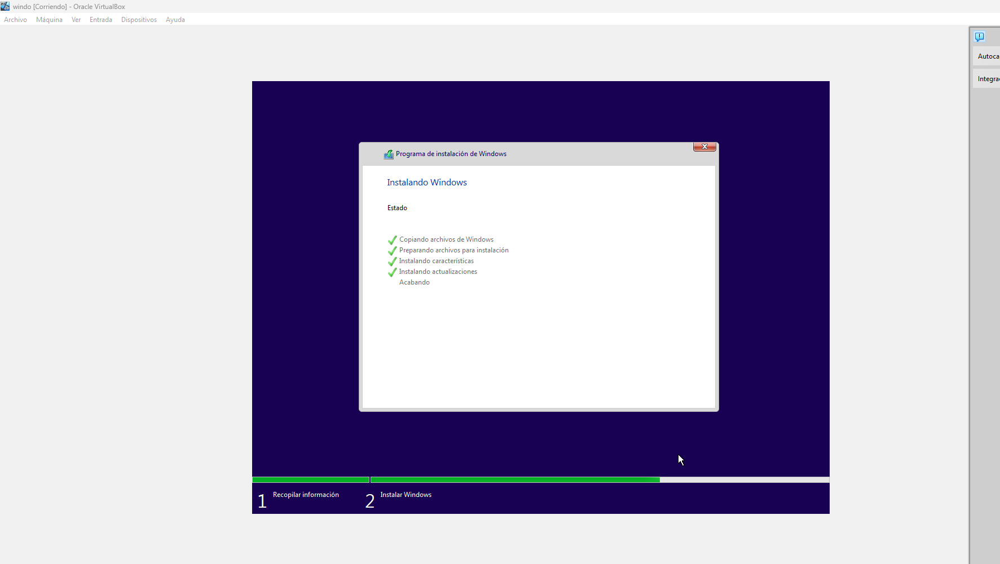 windo [Corriendo] - Oracle VirtualBox
Archivo Máquina Ver Entrada Dispositivos Ayuda
Autoca
Integrac
Programa de instalación de Windows
Instalando Windows
Estado
Copiando archivos de Windows
Preparando archivos para instalación
Instalando características
Instalando actualizaciones
Acabando
1 Recopilar información
2 Instalar Windows